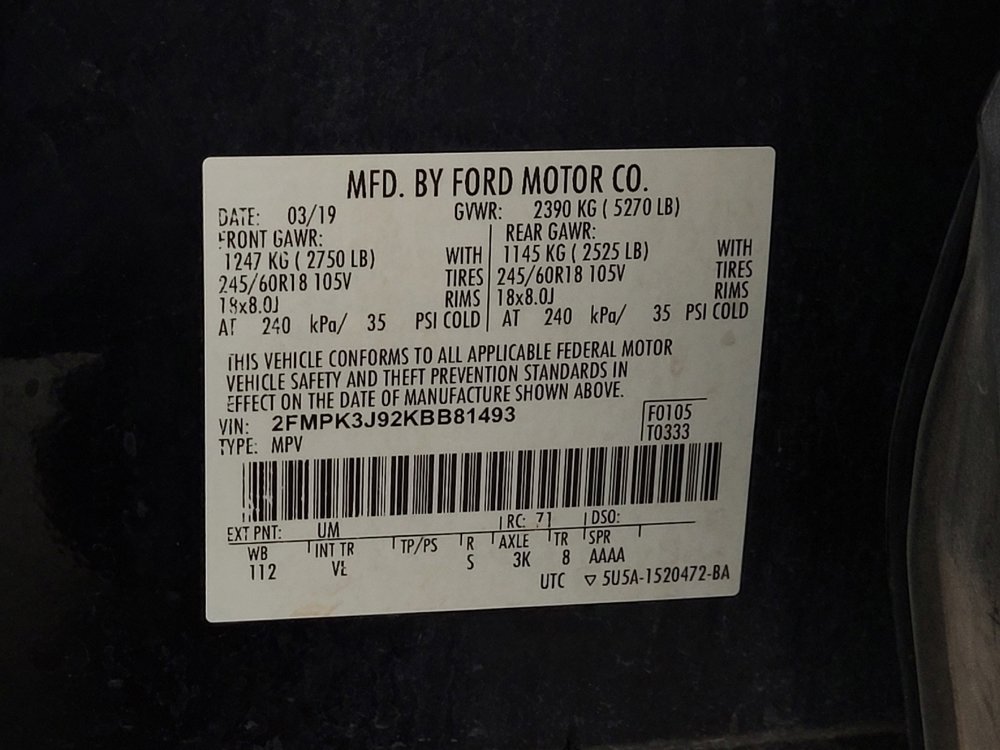 MFD. BY FORD MOTOR CO.
DATE: 03/19 GVWR: 2390 KG ( 5270 LB)
FRONT GAWR: REAR GAWR:
1247 KG ( 2750 LB) WITH 1145 KG ( 2525 LB) WITH
245/60R18 105V TIRES 245/60R18 105V TIRES
18x8.0J RIMS 18x8.0J RIMS
AT 240 kPa/ 35 PSI COLD AT 240 kPa/ 35 PSI COLD
THIS VEHICLE CONFORMS TO ALL APPLICABLE FEDERAL MOTOR
VEHICLE SAFETY AND THEFT PREVENTION STANDARDS IN
EFFECT ON THE DATE OF MANUFACTURE SHOWN ABOVE.
VIN: 2FMPK3J92KBB81493 F0105
TYPE: MPV T0333
EXT PNT: UM RC: 71 DSO:
WB INT TR TP/PS R AXLE TR SPR
112 S 3K 8 AAAA
UTC ▽ 5U5A-1520472-BA